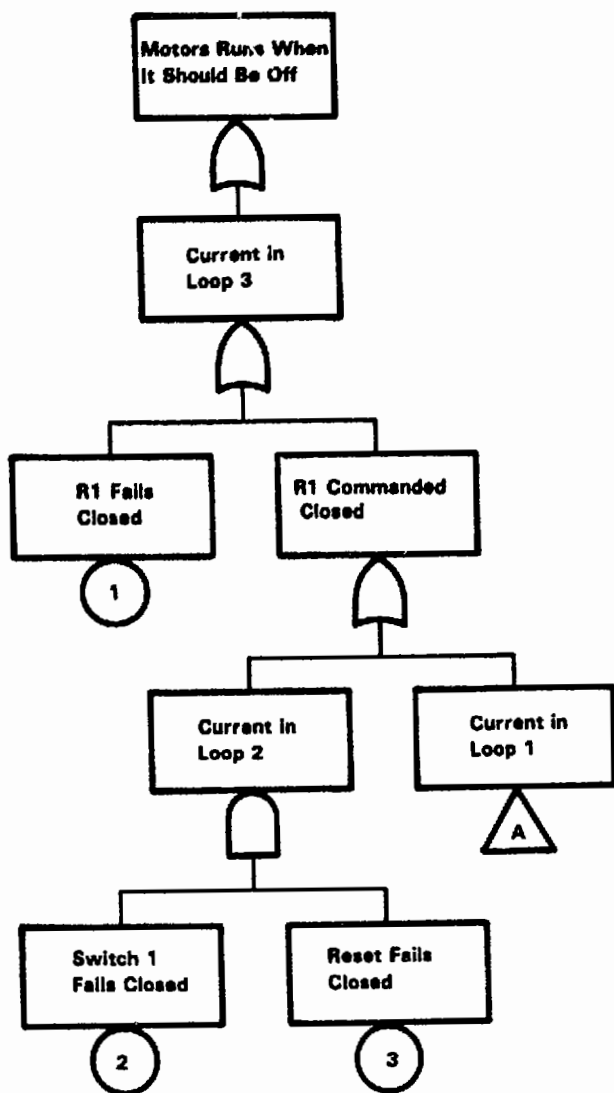 Motors Runs When
It Should Be Off
Current in
Loop 3
R1 Fails
Closed
R1 Commanded
Closed
1
Current in
Loop 2
Current in
Loop 1
A
Switch 1
Fails Closed
Reset Fails
Closed
2
3